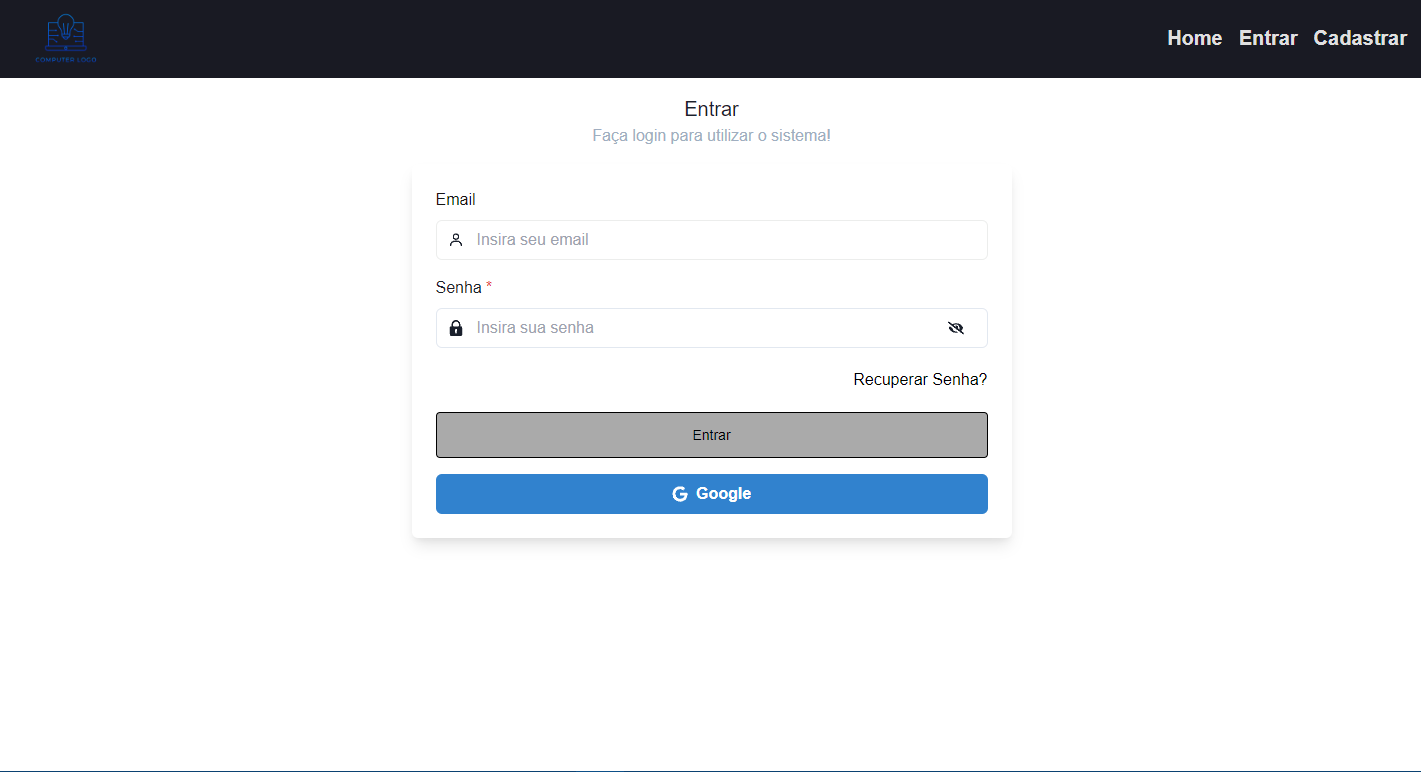 COMPUTER LOGO
Home Entrar Cadastrar
Entrar
Faça login para utilizar o sistema!
Email
Insira seu email
Senha *
Insira sua senha
Recuperar Senha?
Entrar
Google